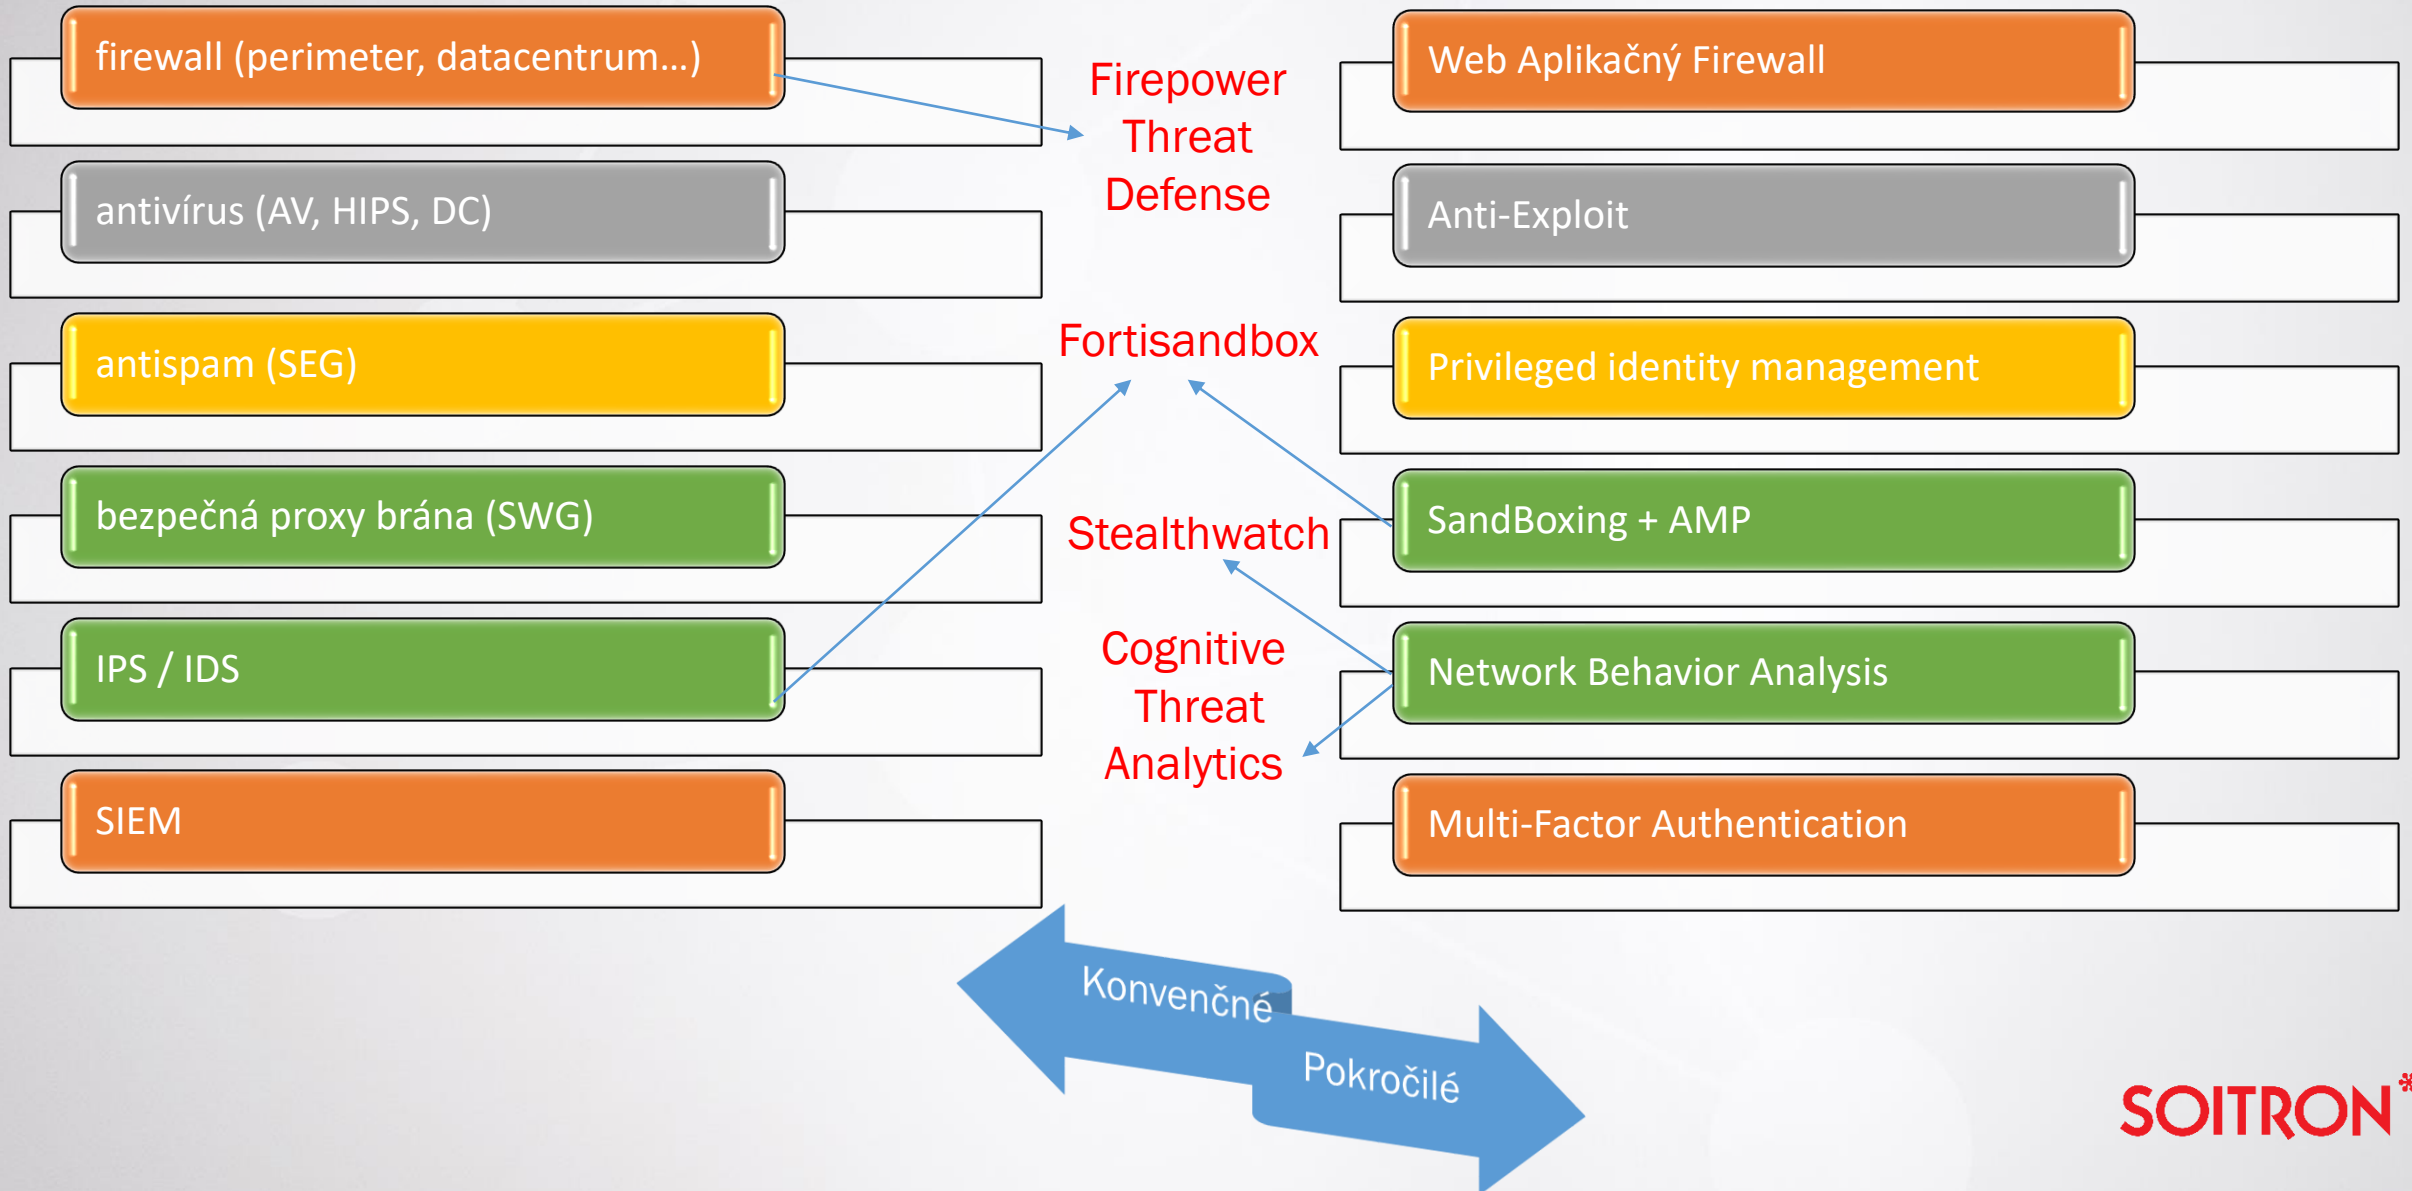 firewall (perimeter, datacentrum...)
antivírus (AV, HIPS, DC)
antispam (SEG)
bezpečná proxy brána (SWG)
IPS / IDS
SIEM
Firepower
Threat
Defense
Fortisandbox
Stealthwatch
Cognitive
Threat
Analytics
Web Aplikačný Firewall
Anti-Exploit
Privileged identity management
SandBoxing + AMP
Network Behavior Analysis
Multi-Factor Authentication
Konvenčné
Pokročilé
SOITRON*